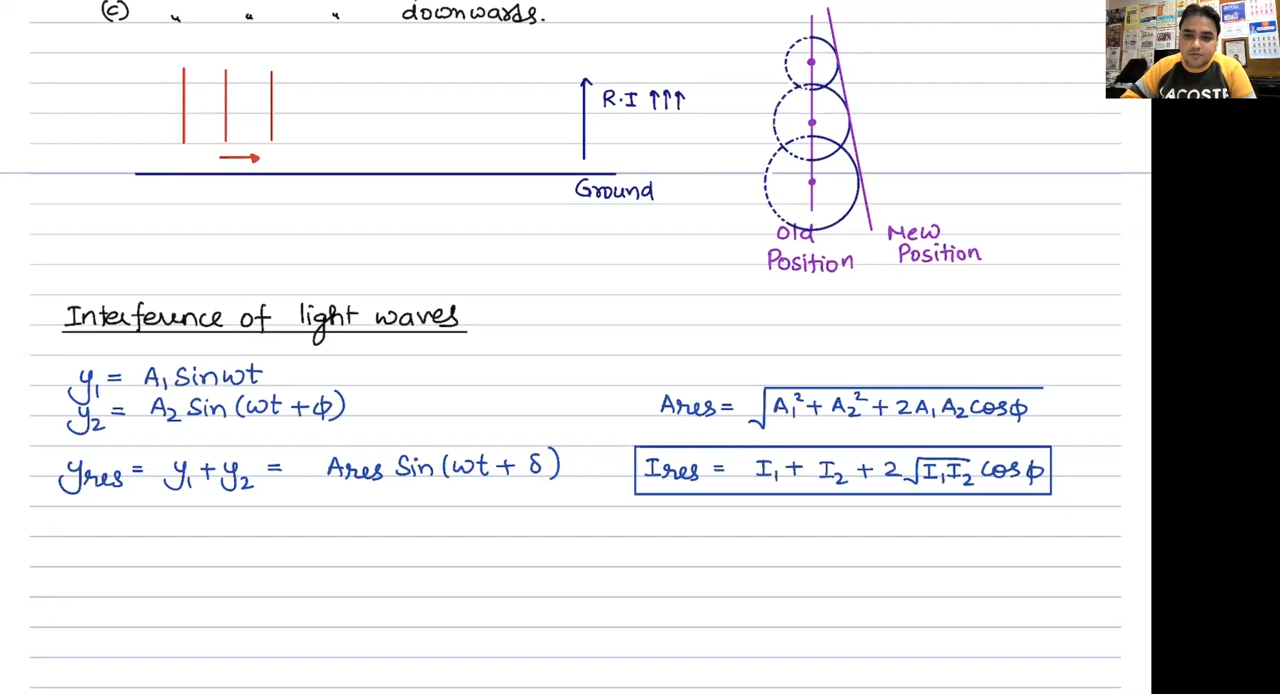 (c) " " " downwards.
R.I ↑↑↑
Ground
Old Position
New Position
Interference of light waves
y₁ = A₁ Sinωt
y₂ = A₂ Sin (ωt + ϕ)
Ares = √(A₁² + A₂² + 2A₁A₂ cosϕ)
yres = y₁ + y₂ = Ares Sin (ωt + δ)
Ires = I₁ + I₂ + 2√(I₁I₂) cosϕ
LACOSTE